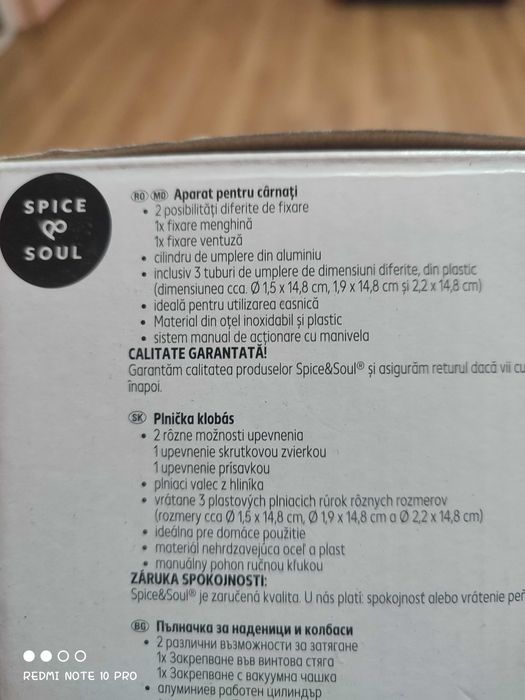 SPICE
&
SOUL
RO MD Aparat pentru cârnați
• 2 posibilități diferite de fixare
1x fixare menghină
1x fixare ventuză
• cilindru de umplere din aluminiu
• inclusiv 3 tuburi de umplere de dimensiuni diferite, din plastic
(dimensiunea cca. Ø 1,5 x 14,8 cm, 1,9 x 14,8 cm și 2,2 x 14,8 cm)
• ideală pentru utilizarea casnică
• Material din oțel inoxidabil și plastic
• sistem manual de acționare cu manivela
CALITATE GARANTATĂ!
Garantăm calitatea produselor Spice&Soul® și asigurăm returul dacă vii cu
înapoi.
SK Plnička klobás
• 2 rôzne možnosti upevnenia
1 upevnenie skrutkovou zvierkou
1 upevnenie prísavkou
• plniaci valec z hliníka
• vrátane 3 plastových plniacich rúrok rôznych rozmerov
(rozmery cca Ø 1,5 x 14,8 cm, Ø 1,9 x 14,8 cm a Ø 2,2 x 14,8 cm)
• ideálna pre domáce použitie
• materiál nehrdzavejúca oceľ a plast
• manuálny pohon ručnou kľukou
ZÁRUKA SPOKOJNOSTI:
Spice&Soul® je zaručená kvalita. U nás platí: spokojnosť alebo vrátenie peň
BG Пълначка за наденици и колбаси
• 2 различни възможности за затягане
1x Закрепване във винтова стяга
1x Закрепване с вакуумна чашка
• алуминиев работен цилиндър
REDMI NOTE 10 PRO